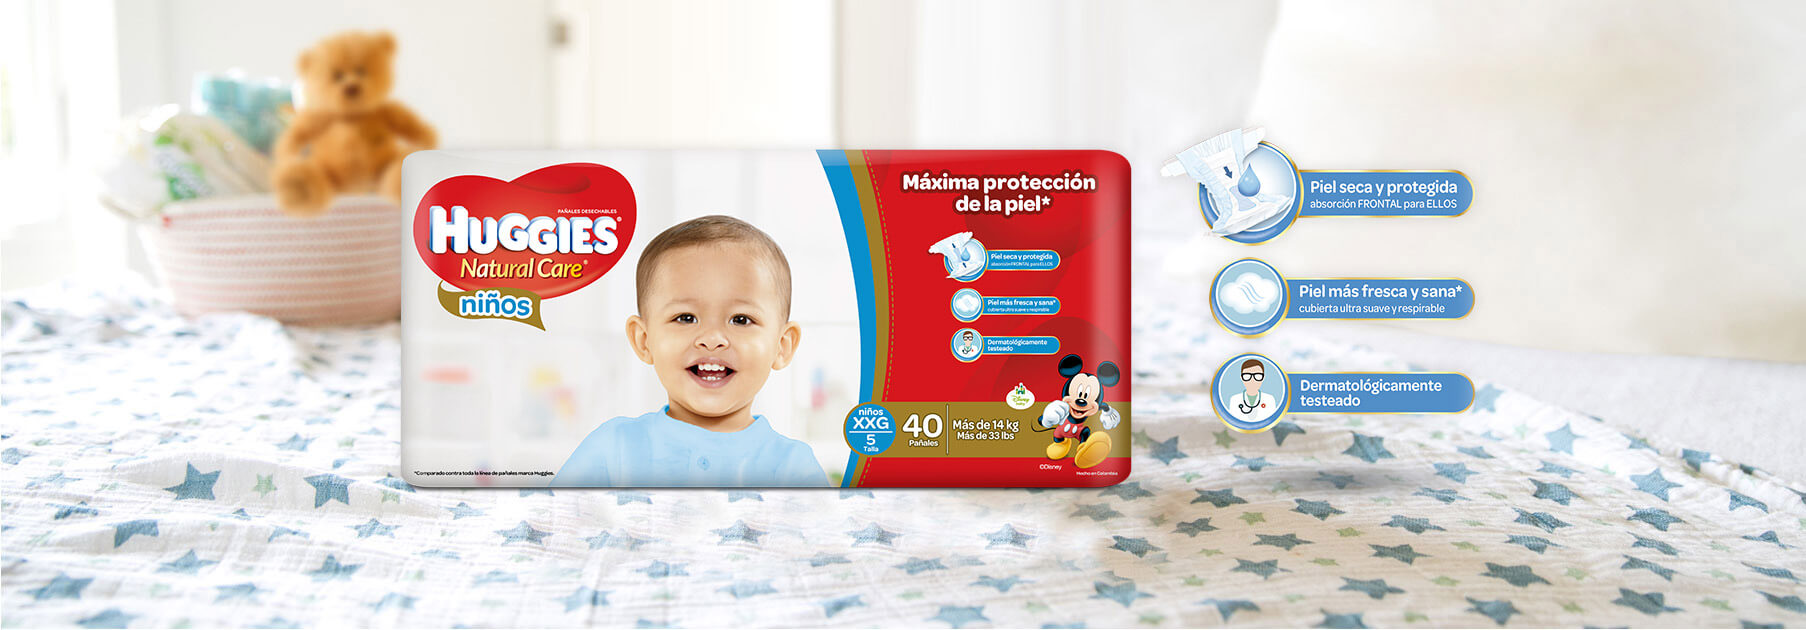 PAÑALES DESECHABLES
HUGGIES®
Natural Care®
niños
*Comparado contra toda la línea de pañales marca Huggies.
Máxima protección
de la piel*
Piel seca y protegida
absorción FRONTAL para ELLOS
Piel más fresca y sana*
cubierta ultra suave y respirable
Dermatológicamente
testeado
Disney
baby
niños
XXG
5
Talla
40
Pañales
Más de 14 kg
Más de 33 lbs
©Disney
Hecho en Colombia
Piel seca y protegida
absorción FRONTAL para ELLOS
Piel más fresca y sana*
cubierta ultra suave y respirable
Dermatológicamente
testeado